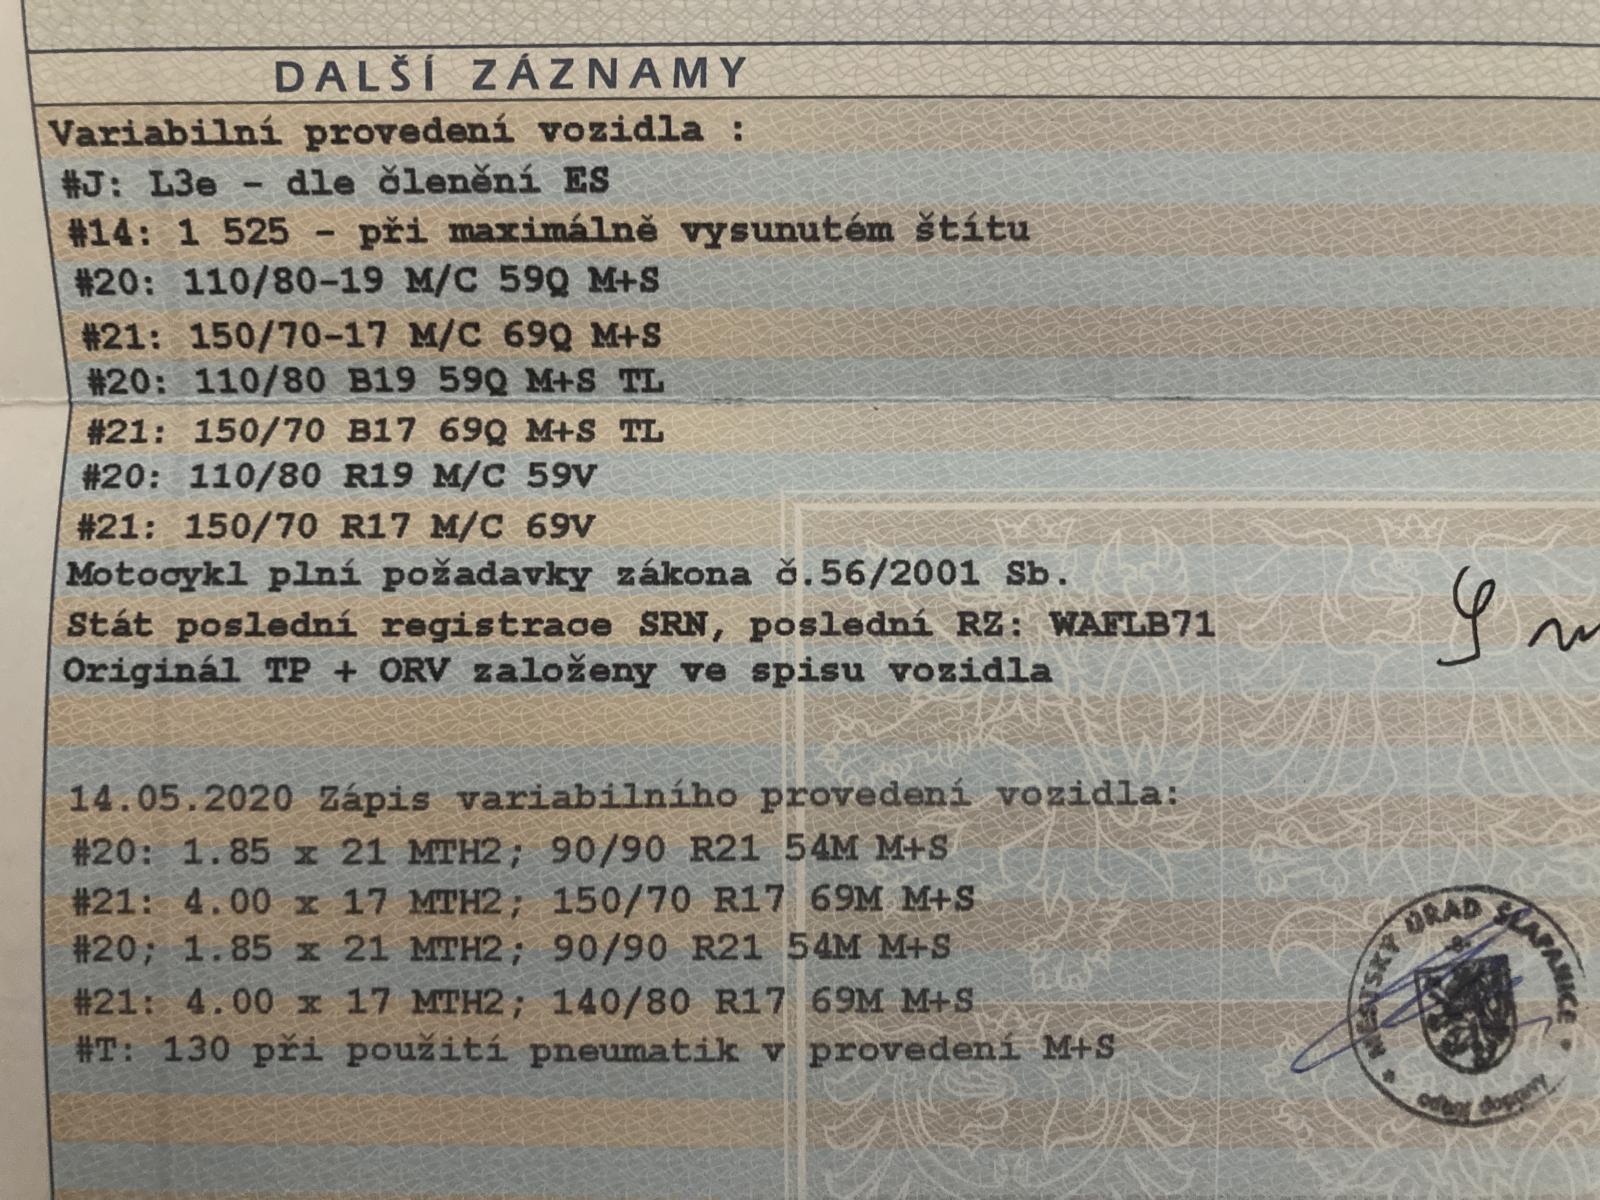 DALŠÍ ZÁZNAMY
Variabilní provedení vozidla :
#J: L3e - dle členění ES
#14: 1 525 - při maximálně vysunutém štítu
#20: 110/80-19 M/C 59Q M+S
#21: 150/70-17 M/C 69Q M+S
#20: 110/80 B19 59Q M+S TL
#21: 150/70 B17 69Q M+S TL
#20: 110/80 R19 M/C 59V
#21: 150/70 R17 M/C 69V
Motocykl plní požadavky zákona č.56/2001 Sb.
Stát poslední registrace SRN, poslední RZ: WAFLB71
Originál TP + ORV založeny ve spisu vozidla
14.05.2020 Zápis variabilního provedení vozidla:
#20: 1.85 x 21 MTH2; 90/90 R21 54M M+S
#21: 4.00 x 17 MTH2; 150/70 R17 69M M+S
#20; 1.85 x 21 MTH2; 90/90 R21 54M M+S
#21: 4.00 x 17 MTH2; 140/80 R17 69M M+S
#T: 130 při použití pneumatik v provedení M+S
MĚSTSKÝ ÚŘAD ŠLAPANICE
odbor dopravy